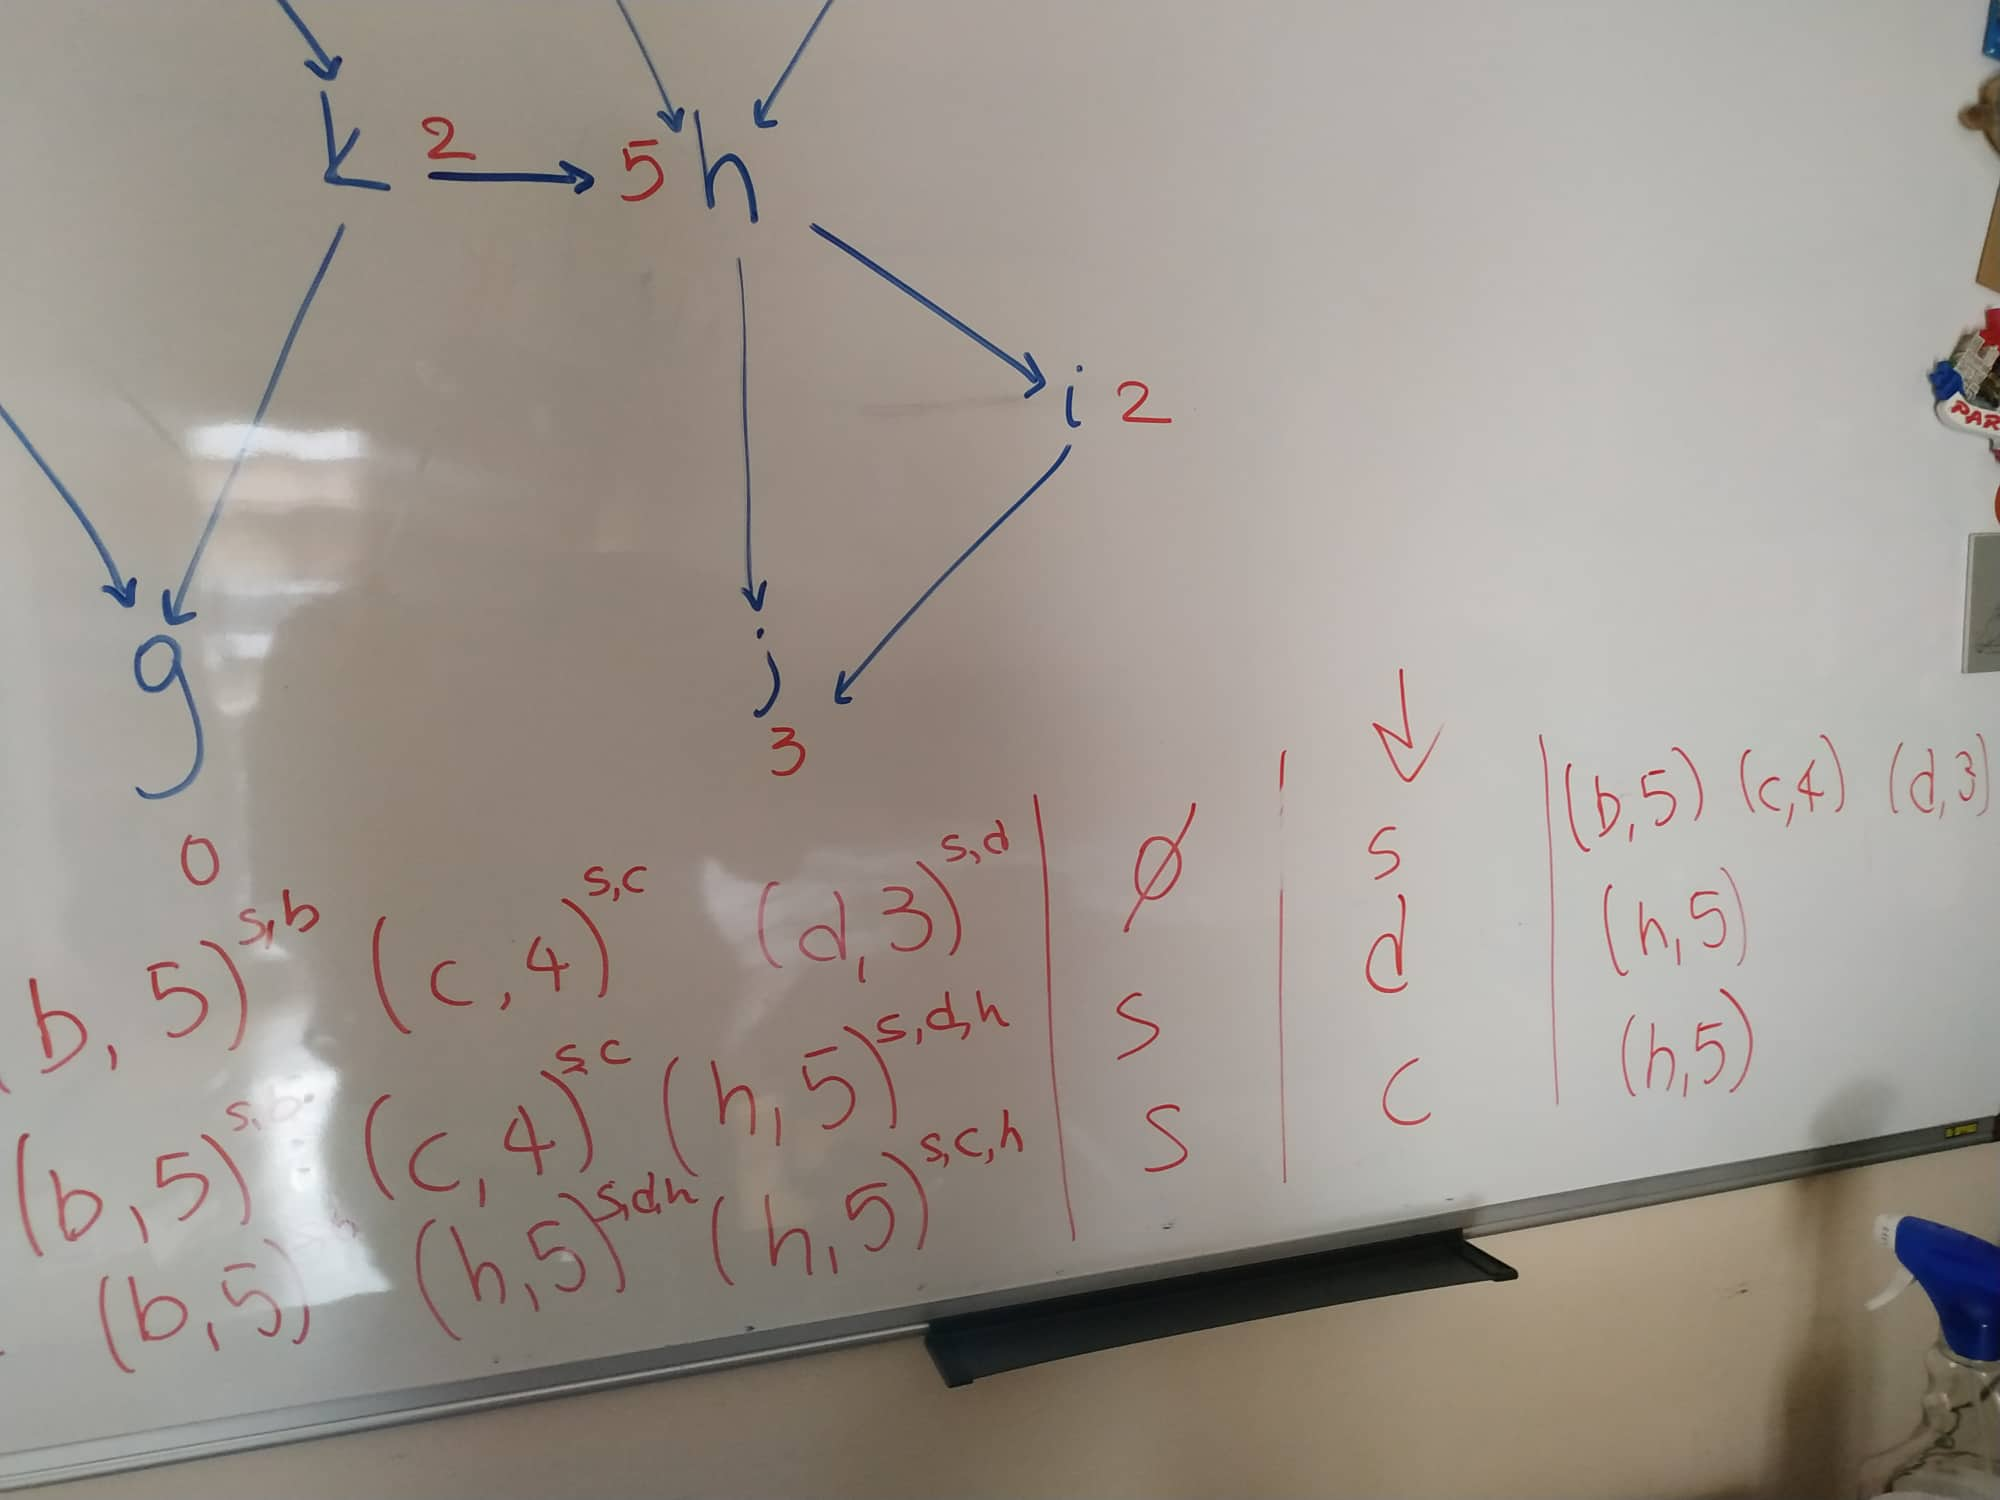 k 2 5 h
i 2
g
j
3
0
PAR
b, 5)^s,b (c, 4)^s,c (d,3)^s,d | ∅ | s | (b,5) (c,4) (d,3)
(b,5)^s,b (c,4)^s,c (h,5)^s,d,h | s | d | (h,5)
(b,5) (h,5)^s,d,h (h,5)^s,c,h | s | c | (h,5)